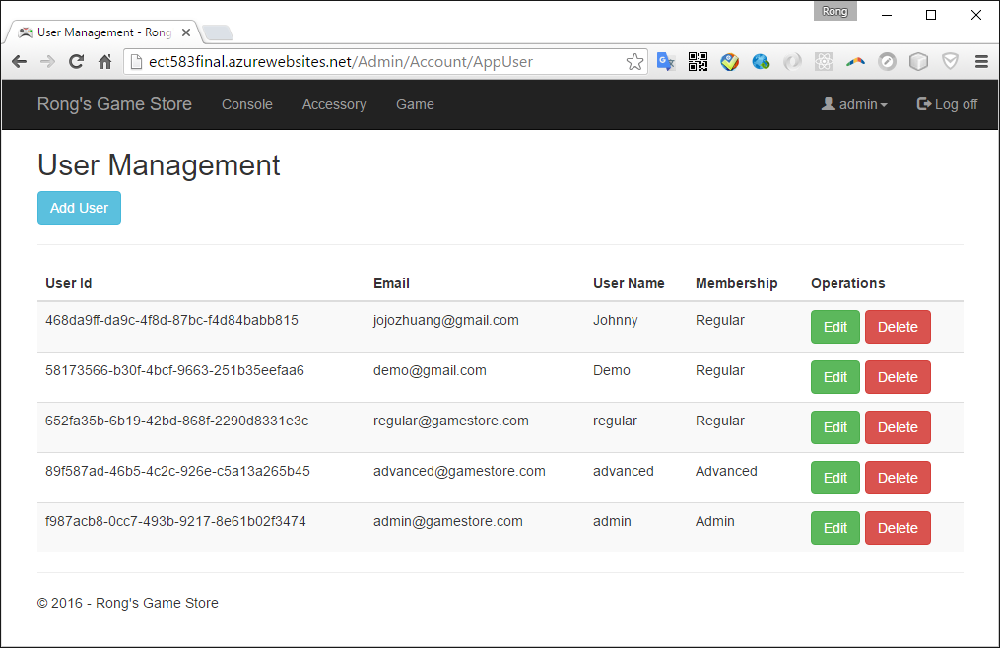 Rong
User Management - Rong
ect583final.azurewebsites.net/Admin/Account/AppUser
Rong's Game Store Console Accessory Game admin Log off
User Management
Add User
User Id Email User Name Membership Operations
468da9ff-da9c-4f8d-87bc-f4d84babb815 jojozhuang@gmail.com Johnny Regular Edit Delete
58173566-b30f-4bcf-9663-251b35eefaa6 demo@gmail.com Demo Regular Edit Delete
652fa35b-6b19-42bd-868f-2290d8331e3c regular@gamestore.com regular Regular Edit Delete
89f587ad-46b5-4c2c-926e-c5a13a265b45 advanced@gamestore.com advanced Advanced Edit Delete
f987acb8-0cc7-493b-9217-8e61b02f3474 admin@gamestore.com admin Admin Edit Delete
© 2016 - Rong's Game Store